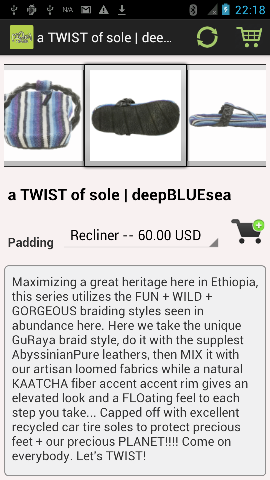 22:18
a TWIST of sole | dee...
a TWIST of sole | deepBLUEsea
Padding
Recliner -- 60.00 USD
Maximizing a great heritage here in Ethiopia,
this series utilizes the FUN + WILD +
GORGEOUS braiding styles seen in
abundance here. Here we take the unique
GuRaya braid style, do it with the supplest
AbyssinianPure leathers, then MIX it with
our artisan loomed fabrics while a natural
KAATCHA fiber accent accent rim gives an
elevated look and a FLOating feel to each
step you take... Capped off with excellent
recycled car tire soles to protect precious
feet + our precious PLANET!!!! Come on
everybody. Let's TWIST!